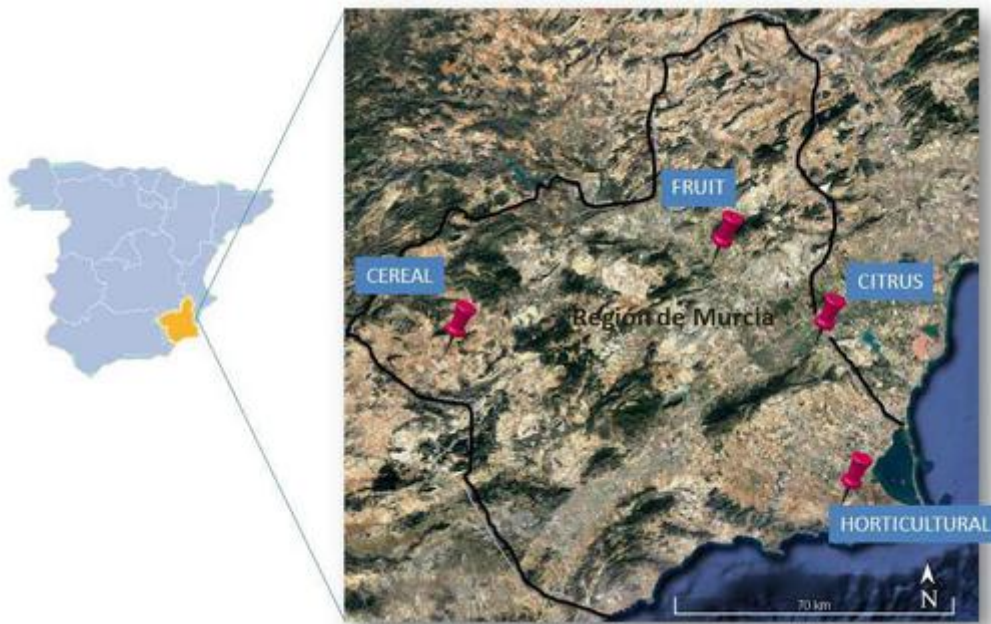 FRUIT
CEREAL
CITRUS
Región de Murcia
HORTICULTURAL
N
70 km